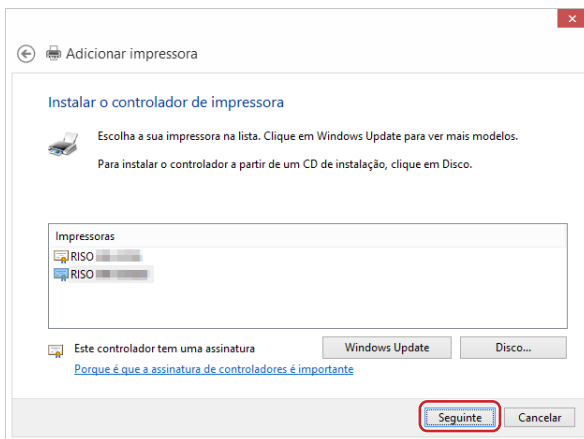 Adicionar impressora
Instalar o controlador de impressora
Escolha a sua impressora na lista. Clique em Windows Update para ver mais modelos.
Para instalar o controlador a partir de um CD de instalação, clique em Disco.
Impressoras
RISO
RISO
Este controlador tem uma assinatura
Windows Update
Disco...
Porque é que a assinatura de controladores é importante
Seguinte
Cancelar